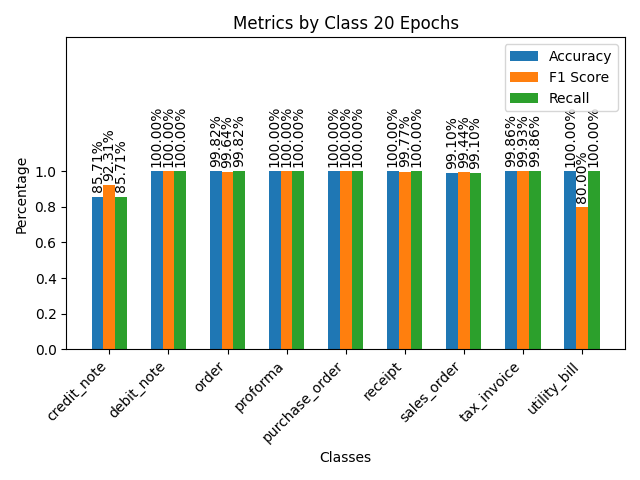 Metrics by Class 20 Epochs
Accuracy
F1 Score
Recall
Percentage
1.0
0.8
0.6
0.4
0.2
0.0
85.71%
92.31%
85.71%
100.00%
100.00%
100.00%
99.82%
99.64%
99.82%
100.00%
100.00%
100.00%
100.00%
100.00%
100.00%
100.00%
99.77%
100.00%
99.10%
99.44%
99.10%
99.86%
99.93%
99.86%
100.00%
80.00%
100.00%
credit_note
debit_note
order
proforma
purchase_order
receipt
sales_order
tax_invoice
utility_bill
Classes